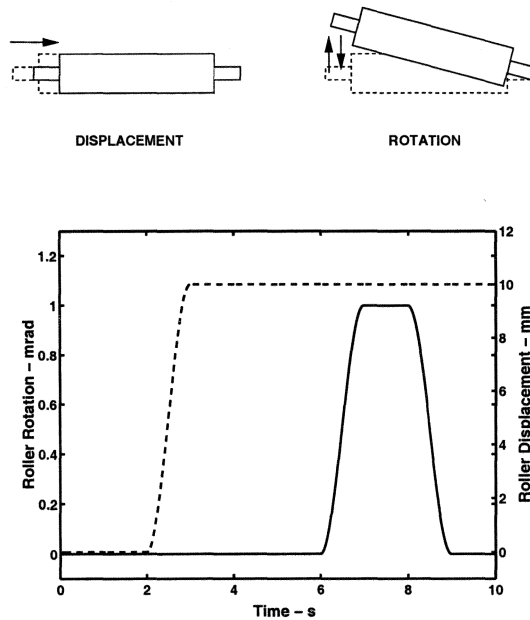 DISPLACEMENT
ROTATION
1.2
1
0.8
0.6
0.4
0.2
0
Roller Rotation – mrad
12
10
8
6
4
2
0
Roller Displacement – mm
0 2 4 6 8 10
Time – s